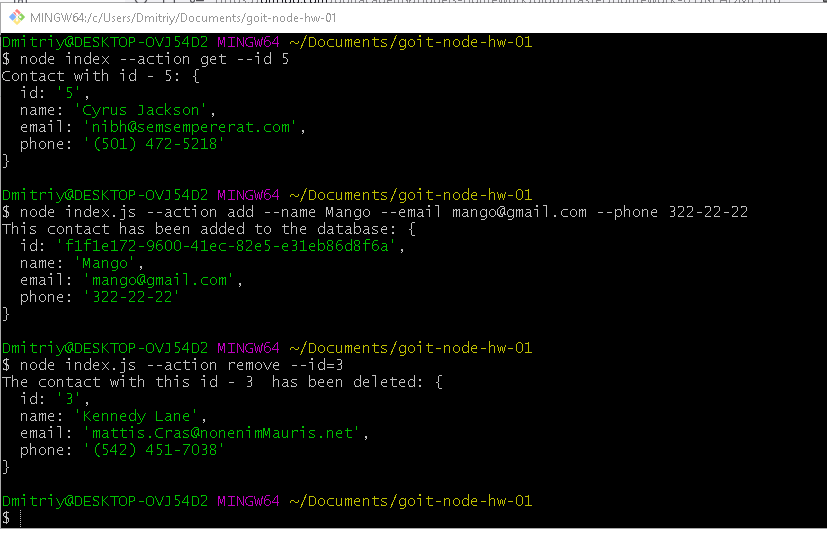 MINGW64:/c/Users/Dmitriy/Documents/goit-node-hw-01
Dmitriy@DESKTOP-OVJ54D2 MINGW64 ~/Documents/goit-node-hw-01
$ node index --action get --id 5
Contact with id - 5: {
  id: '5',
  name: 'Cyrus Jackson',
  email: 'nibh@semsempererat.com',
  phone: '(501) 472-5218'
}
Dmitriy@DESKTOP-OVJ54D2 MINGW64 ~/Documents/goit-node-hw-01
$ node index.js --action add --name Mango --email mango@gmail.com --phone 322-22-22
This contact has been added to the database: {
  id: 'f1f1e172-9600-41ec-82e5-e31eb86d8f6a',
  name: 'Mango',
  email: 'mango@gmail.com',
  phone: '322-22-22'
}
Dmitriy@DESKTOP-OVJ54D2 MINGW64 ~/Documents/goit-node-hw-01
$ node index.js --action remove --id=3
The contact with this id - 3  has been deleted: {
  id: '3',
  name: 'Kennedy Lane',
  email: 'mattis.Cras@nonenimMauris.net',
  phone: '(542) 451-7038'
}
Dmitriy@DESKTOP-OVJ54D2 MINGW64 ~/Documents/goit-node-hw-01
$